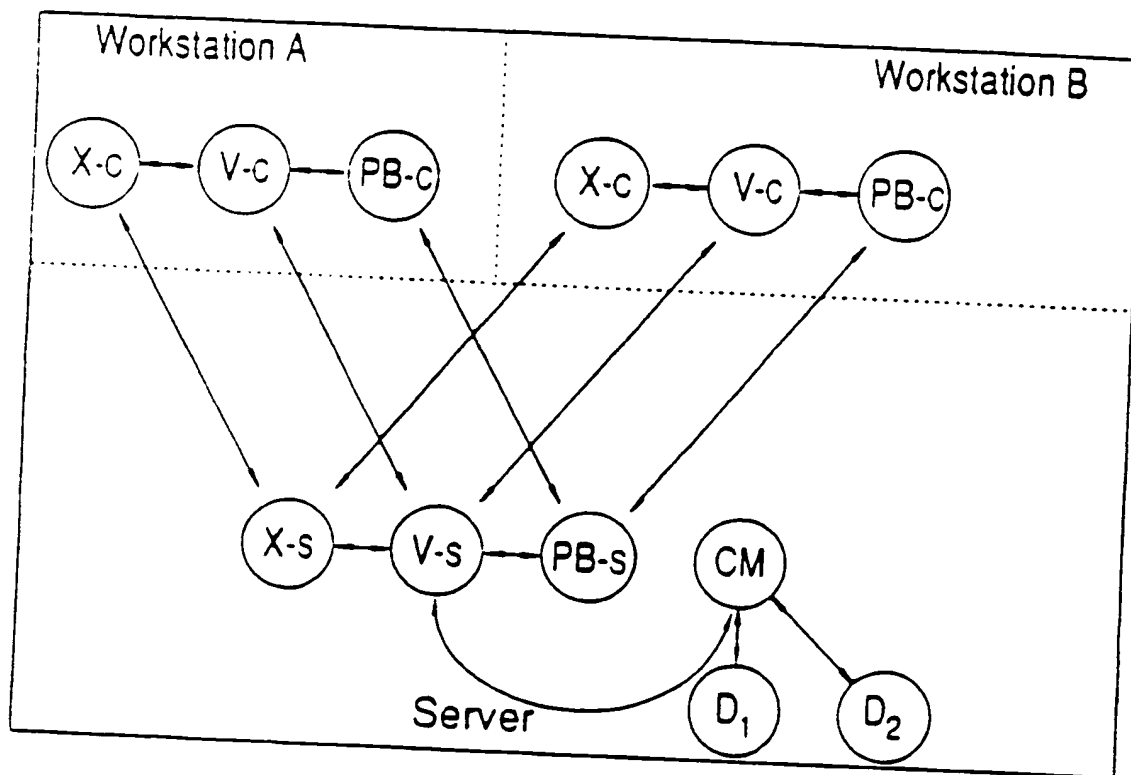 Workstation A
Workstation B
X-c
V-c
PB-c
X-c
V-c
PB-c
X-s
V-s
PB-s
CM
Server
D1
D2